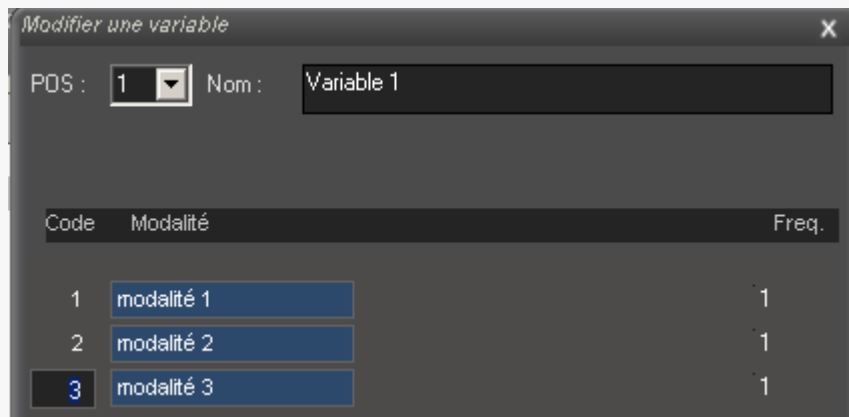 Modifier une variable x
POS : 1 Nom : Variable 1
Code Modalité Freq.
1 modalité 1 1
2 modalité 2 1
3 modalité 3 1